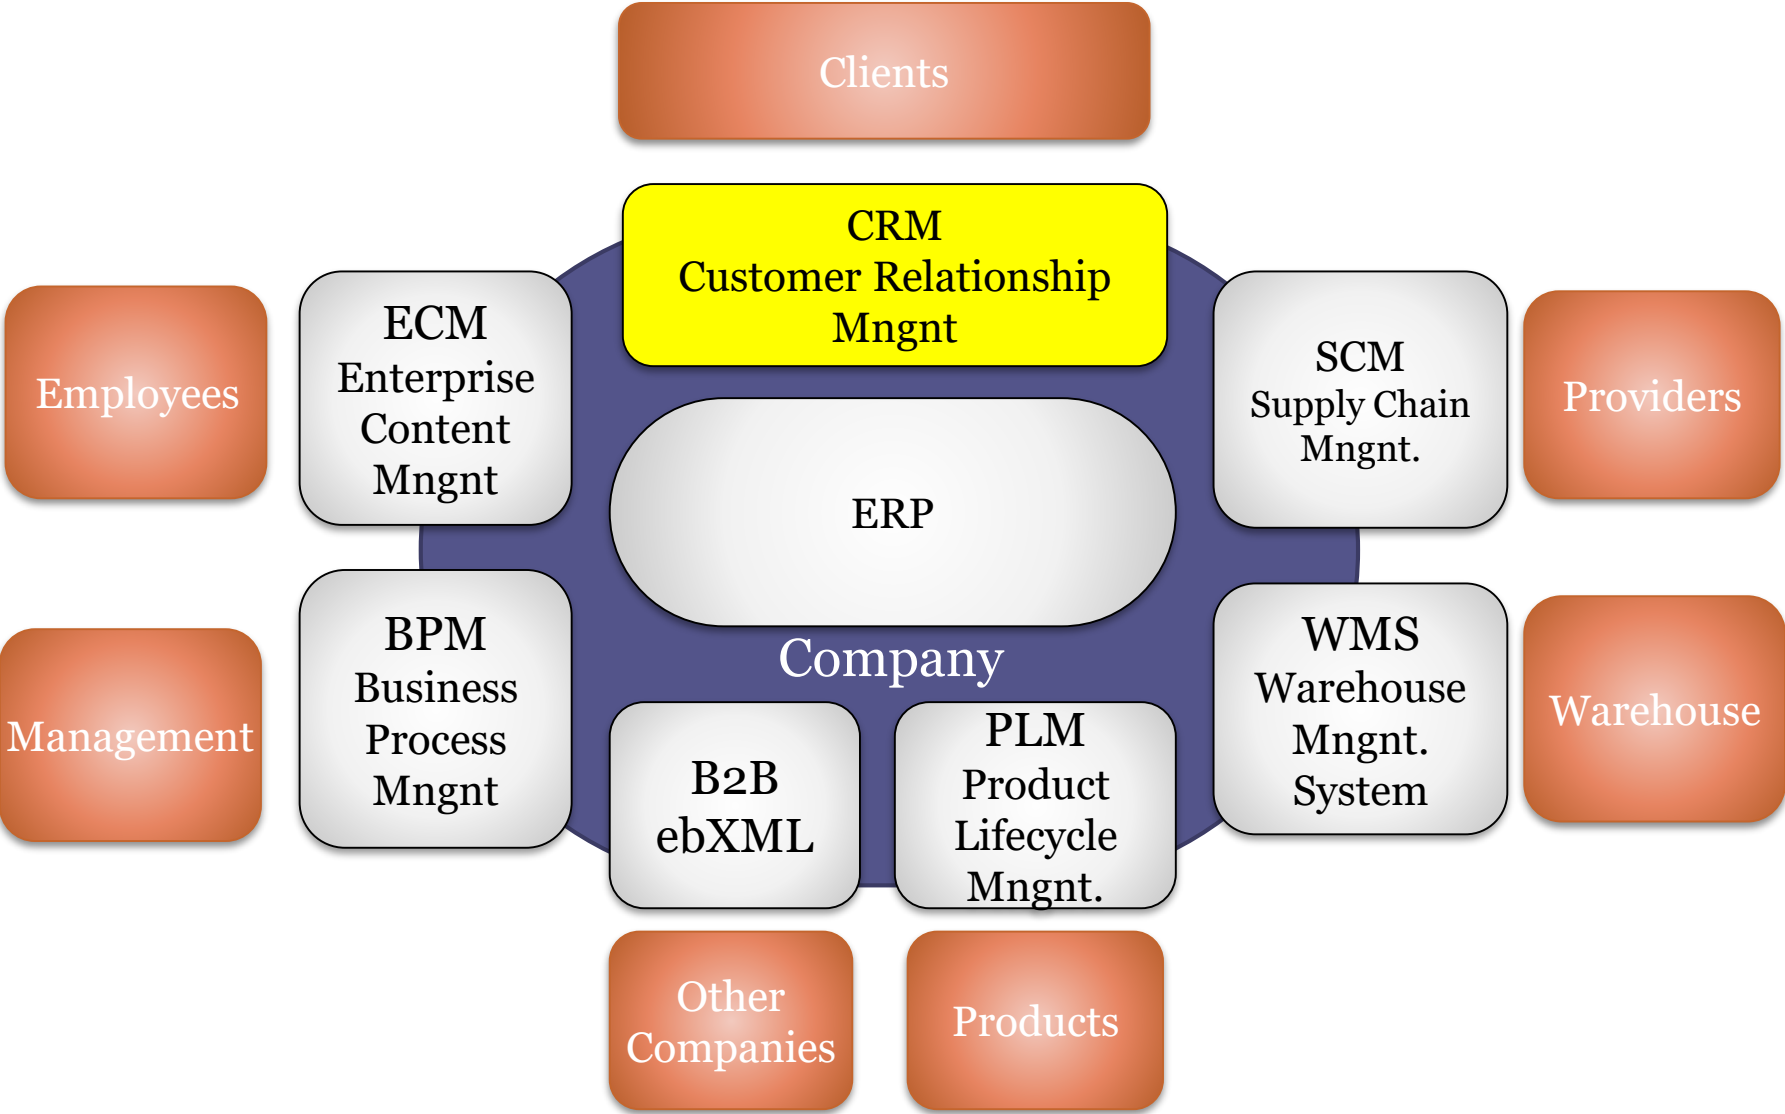 Clients
CRM
Customer Relationship
Mngnt
Employees
ECM
Enterprise
Content
Mngnt
SCM
Supply Chain
Mngnt.
Providers
ERP
Company
Management
BPM
Business
Process
Mngnt
B2B
ebXML
PLM
Product
Lifecycle
Mngnt.
WMS
Warehouse
Mngnt.
System
Warehouse
Other
Companies
Products